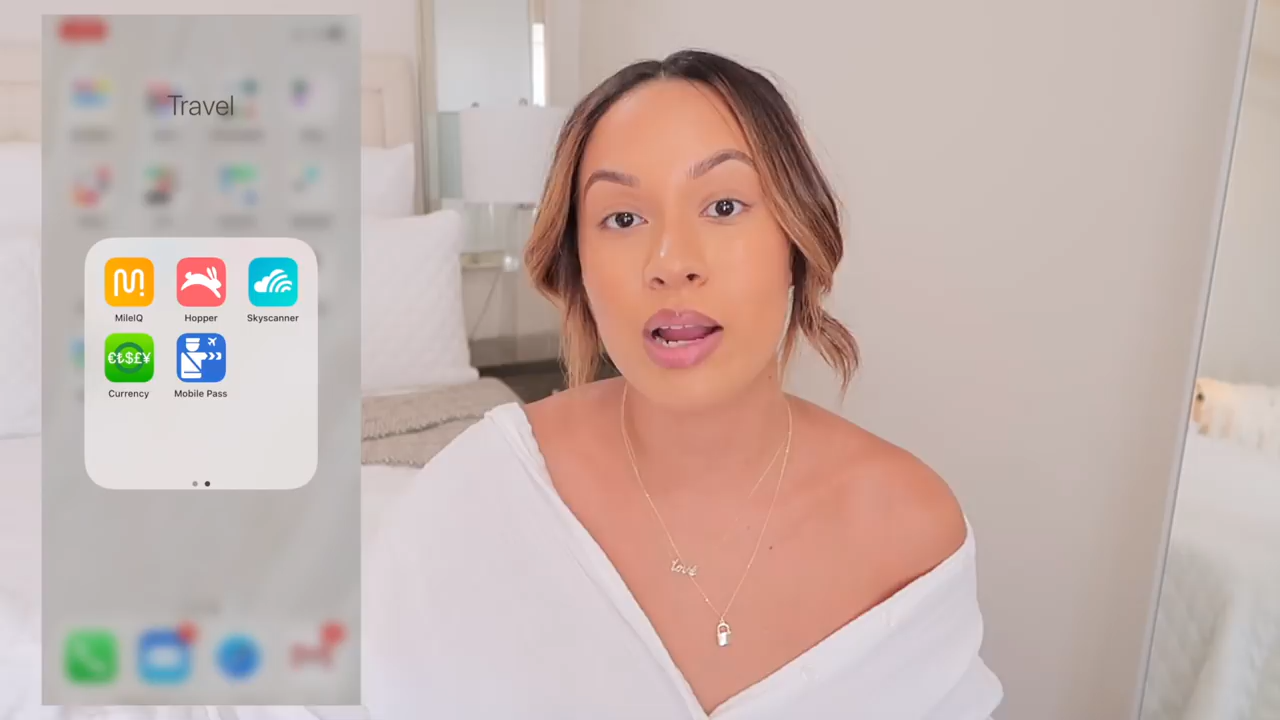 Travel
MileIQ Hopper Skyscanner
€₺$£¥
Currency Mobile Pass
love